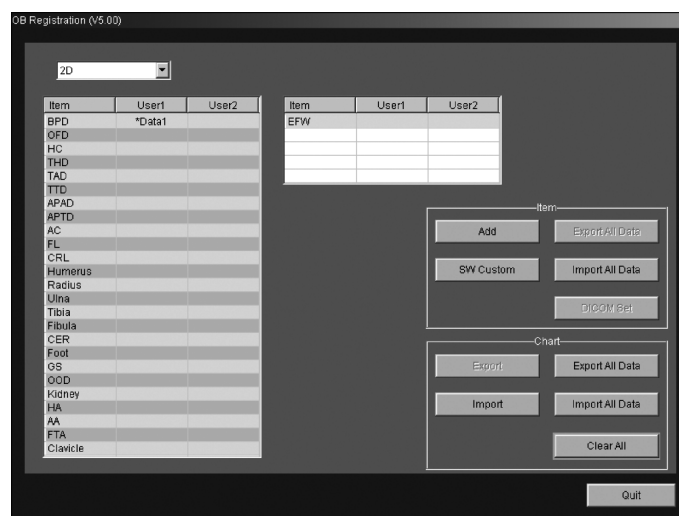 OB Registration (V5.00)
2D
Item User1 User2
BPD *Data1
OFD
HC
THD
TAD
TTD
APAD
APTD
AC
FL
CRL
Humerus
Radius
Ulna
Tibia
Fibula
CER
Foot
GS
OOD
Kidney
HA
AA
FTA
Clavicle
Item User1 User2
EFW
Item
Add Export All Data
SW Custom Import All Data
DICOM Set
Chart
Export Export All Data
Import Import All Data
Clear All
Quit